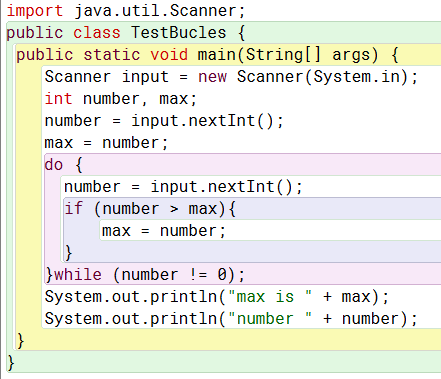 import java.util.Scanner;
public class TestBucles {
public static void main(String[] args) {
Scanner input = new Scanner(System.in);
int number, max;
number = input.nextInt();
max = number;
do {
number = input.nextInt();
if (number > max){
max = number;
}
}while (number != 0);
System.out.println("max is " + max);
System.out.println("number " + number);
}
}